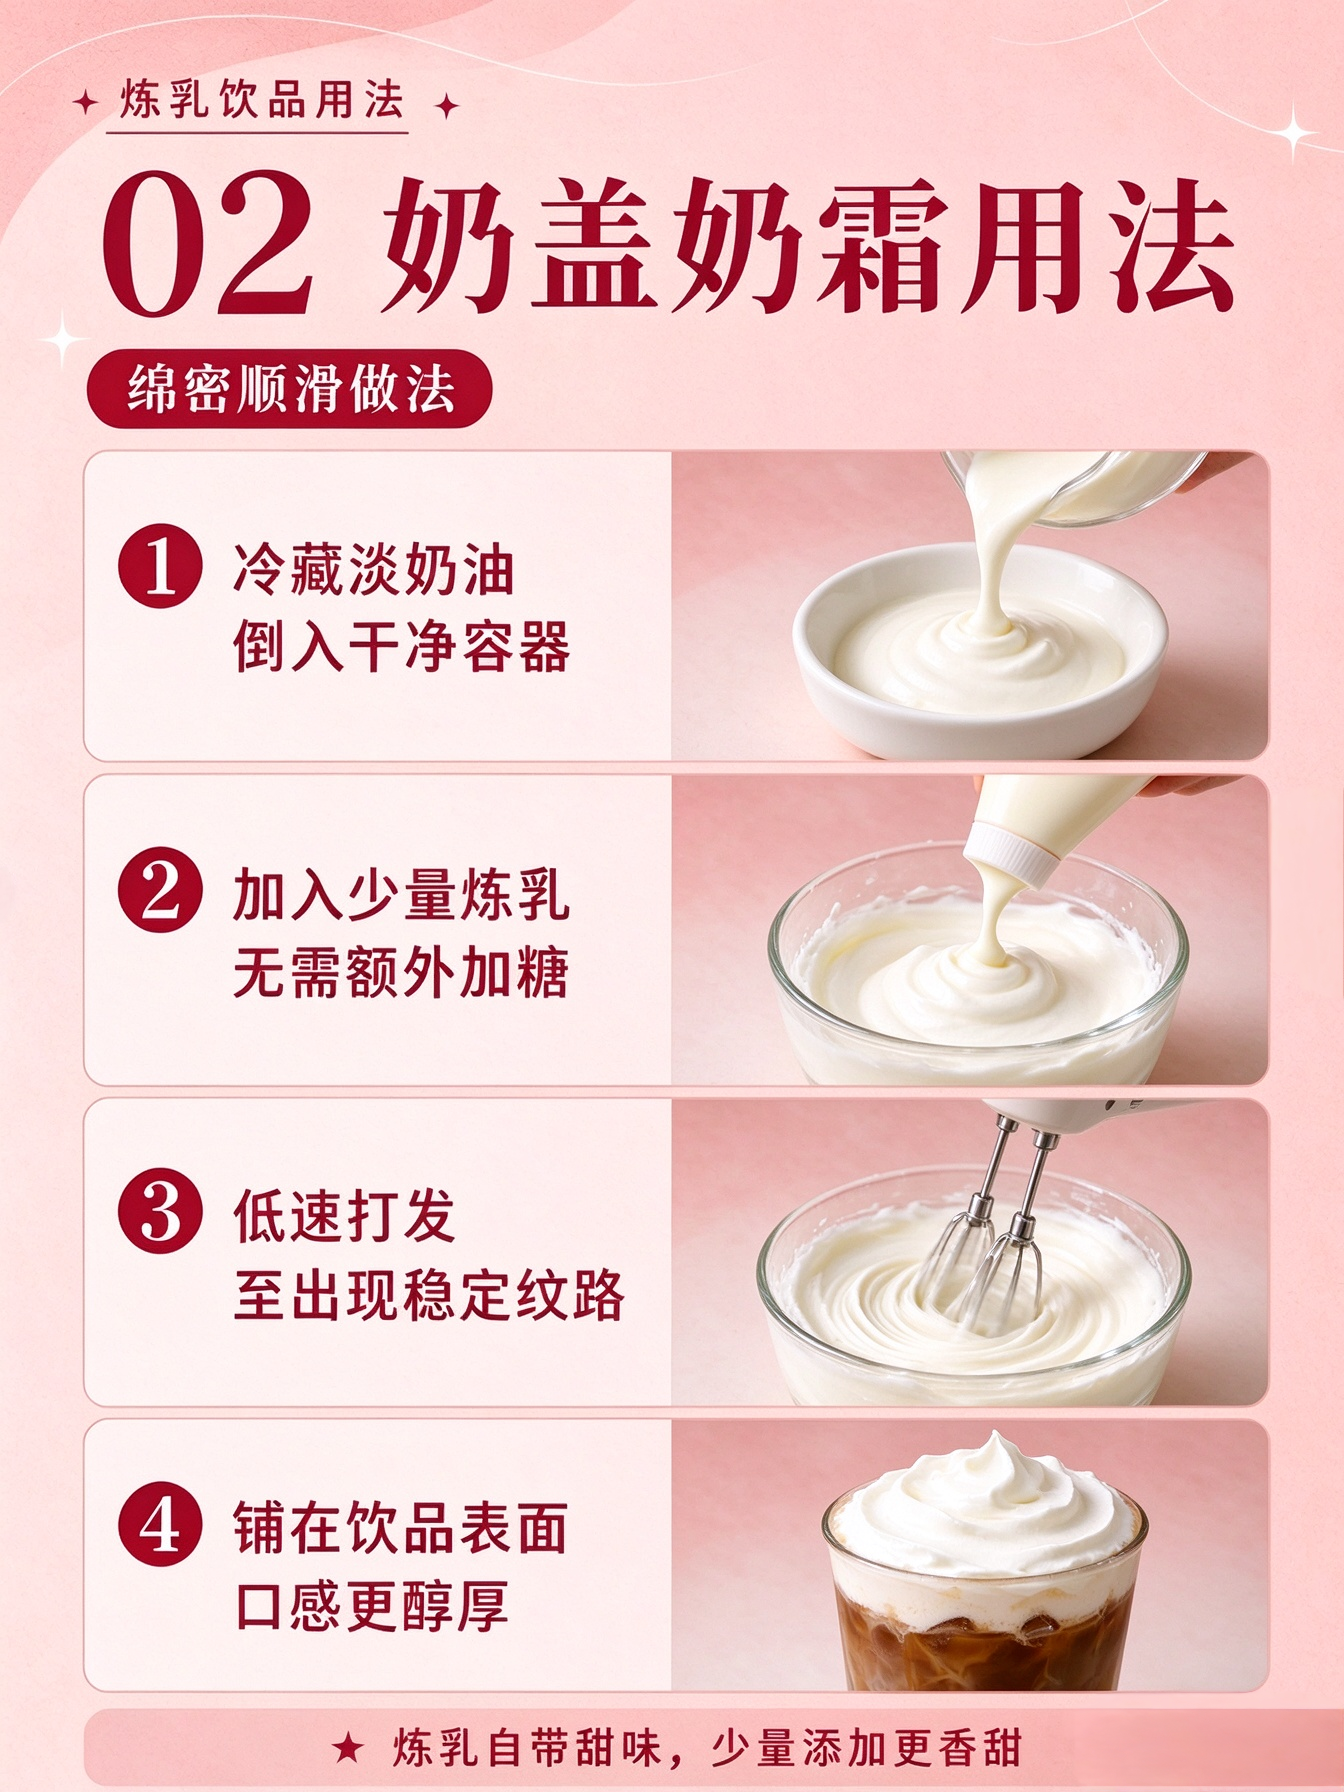 炼乳饮品用法
02 奶盖奶霜用法
绵密顺滑做法
1 冷藏淡奶油
倒入干净容器
2 加入少量炼乳
无需额外加糖
3 低速打发
至出现稳定纹路
4 铺在饮品表面
口感更醇厚
★ 炼乳自带甜味，少量添加更香甜